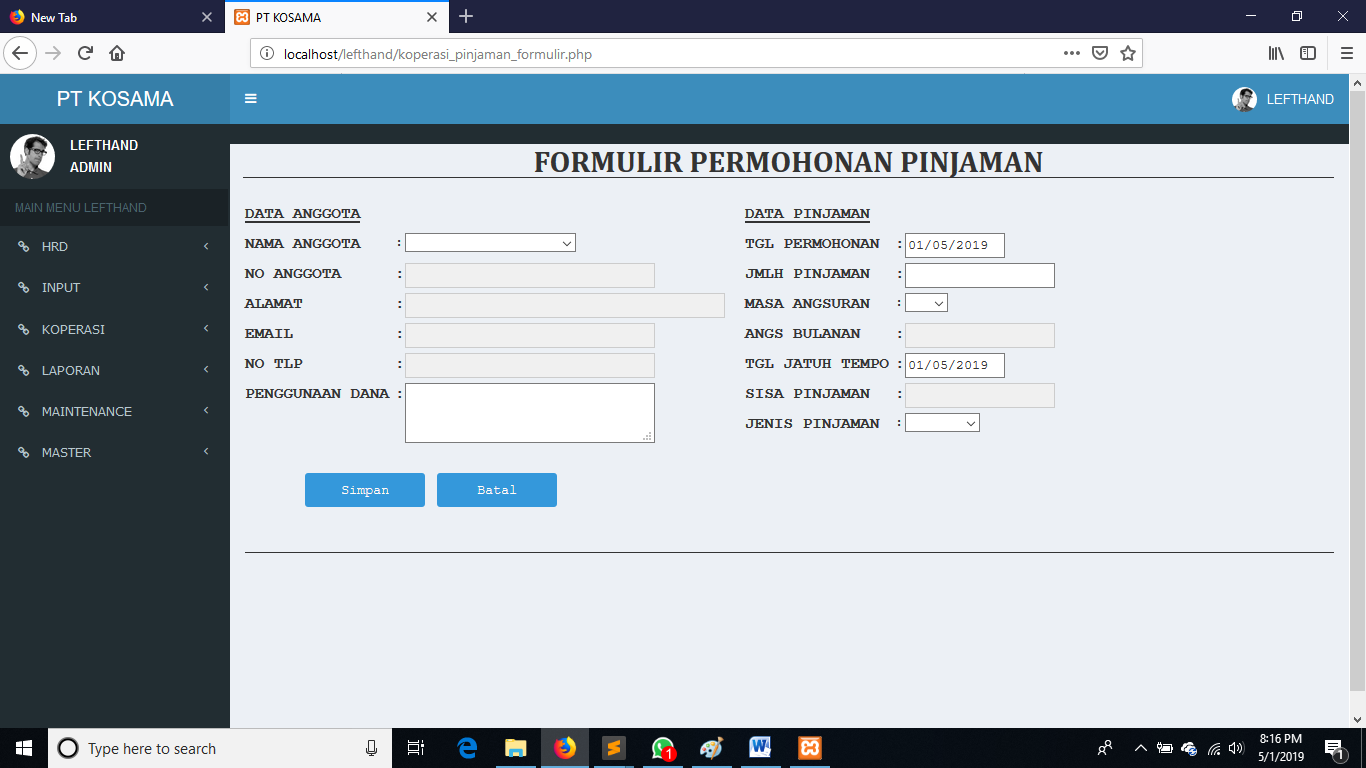 New Tab
PT KOSAMA
localhost/lefthand/koperasi_pinjaman_formulir.php
PT KOSAMA
LEFTHAND
LEFTHAND
ADMIN
MAIN MENU LEFTHAND
HRD
INPUT
KOPERASI
LAPORAN
MAINTENANCE
MASTER
FORMULIR PERMOHONAN PINJAMAN
DATA ANGGOTA
NAMA ANGGOTA :
NO ANGGOTA :
ALAMAT :
EMAIL :
NO TLP :
PENGGUNAAN DANA :
DATA PINJAMAN
TGL PERMOHONAN : 01/05/2019
JMLH PINJAMAN :
MASA ANGSURAN :
ANGS BULANAN :
TGL JATUH TEMPO : 01/05/2019
SISA PINJAMAN :
JENIS PINJAMAN :
Simpan Batal
Type here to search
1
8:16 PM
5/1/2019
1